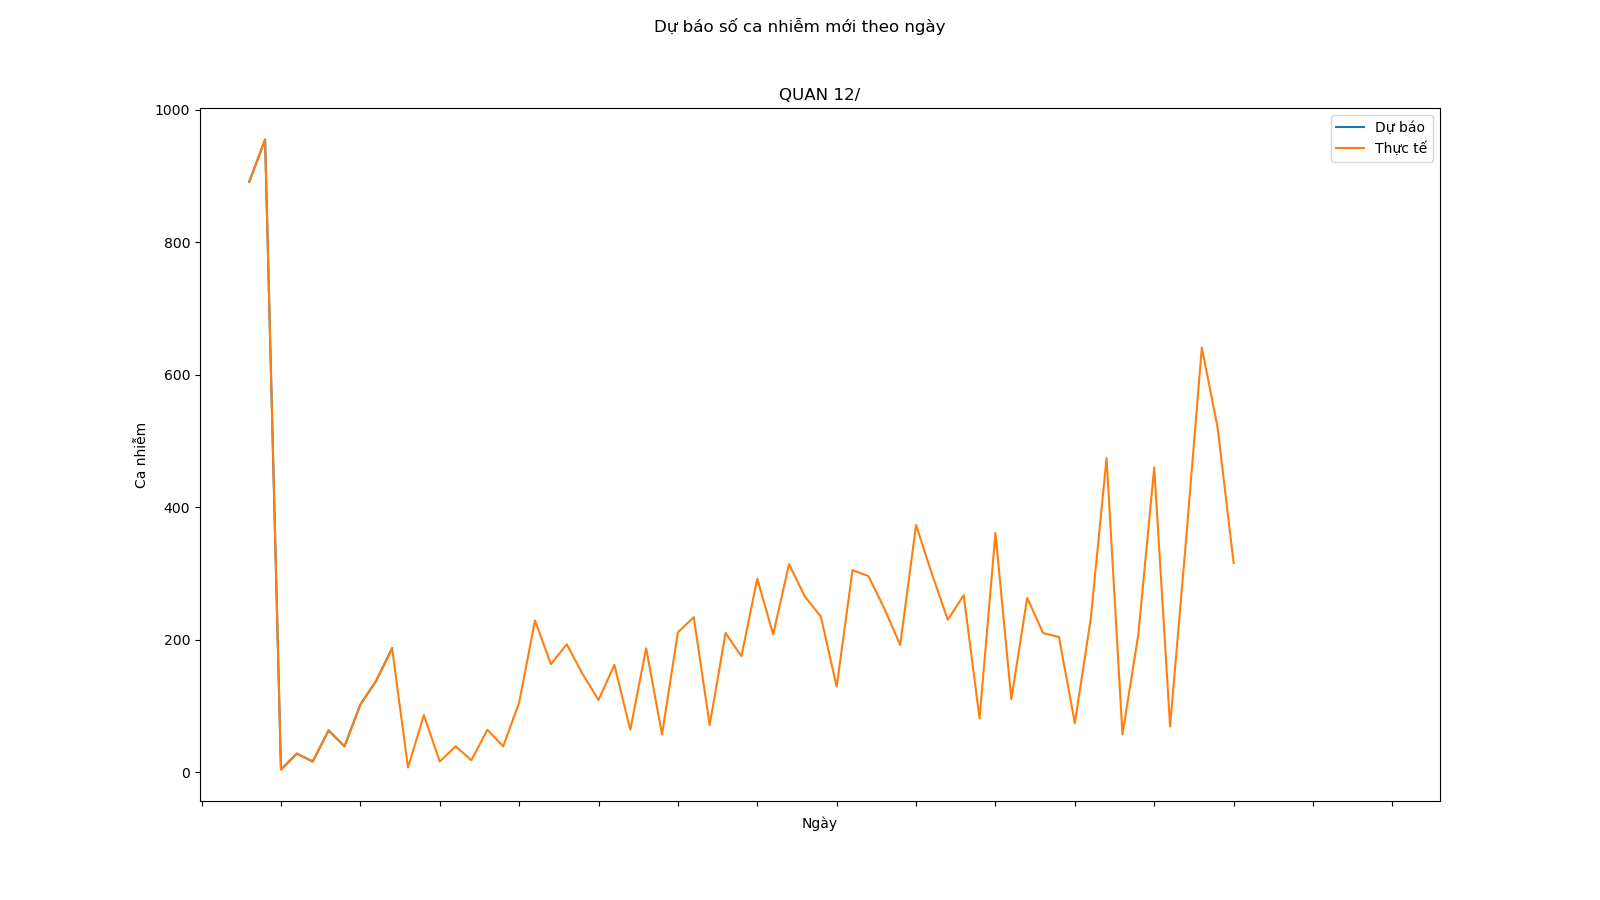 Dự báo số ca nhiễm mới theo ngày
QUAN 12/
1000
800
600
400
200
0
Ca nhiễm
Dự báo
Thực tế
Ngày